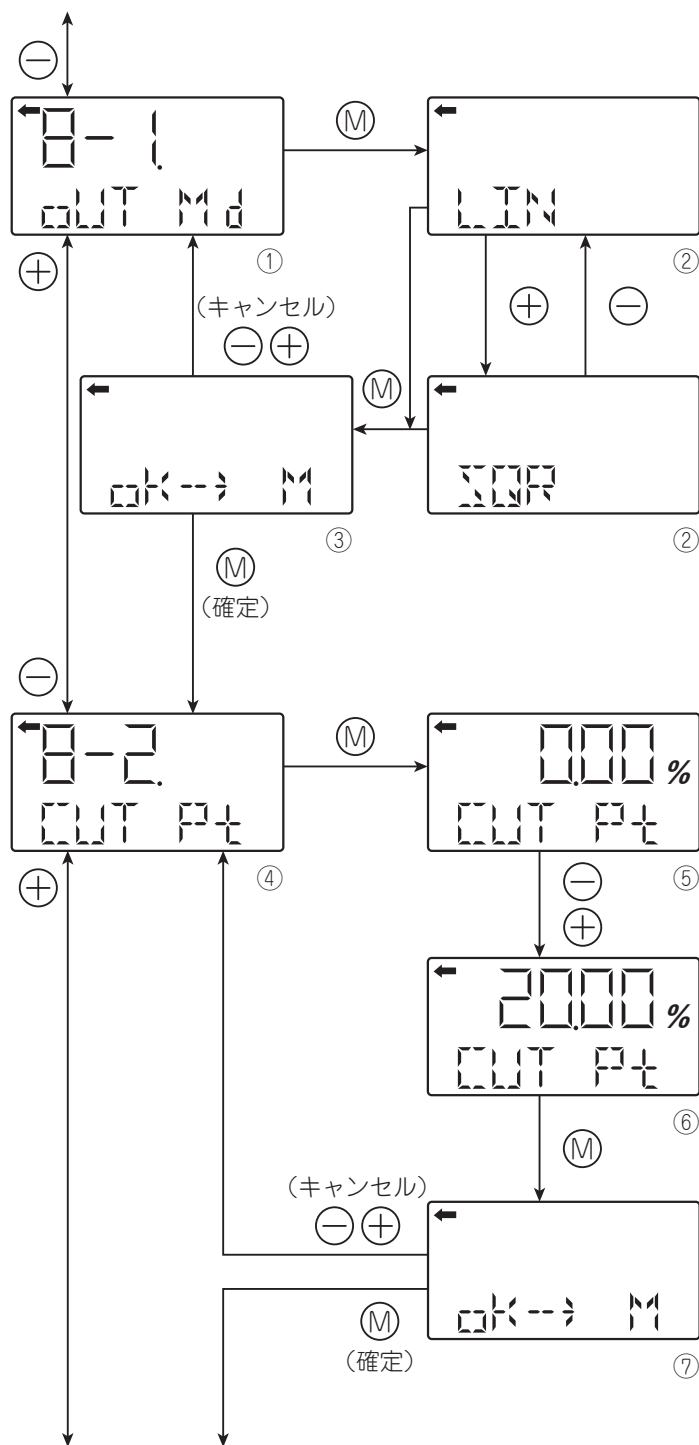 ⊖
8-1.
oUT Md
①
Ⓜ
LIN
②
⊕
(キャンセル)
⊖⊕
⊕
⊖
oK--> M
③
Ⓜ
SQR
②
Ⓜ
(確定)
⊖
8-2.
CUT Pt
④
Ⓜ
0.00%
CUT Pt
⑤
⊕
⊖
⊕
20.00%
CUT Pt
⑥
Ⓜ
(キャンセル)
⊖⊕
oK--> M
⑦
Ⓜ
(確定)